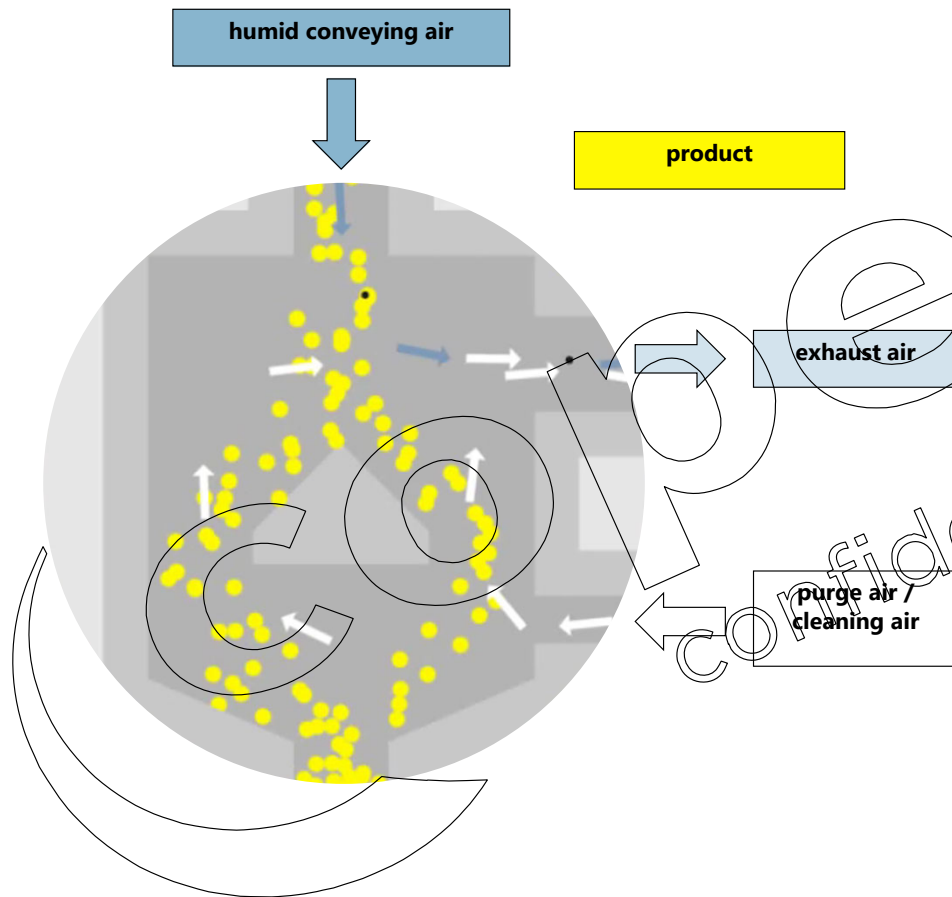 humid conveying air
product
exhaust air
purge air /
cleaning air